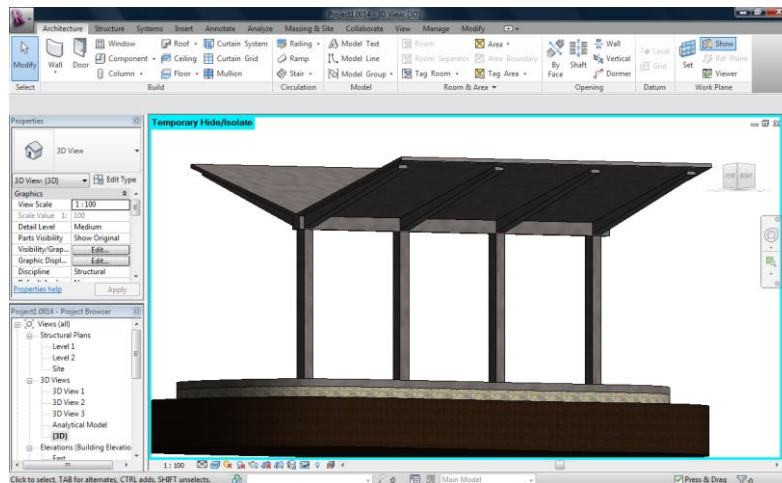 Project1.0014 - 3D View: {3D}
Architecture Structure Systems Insert Annotate Analyze Massing & Site Collaborate View Manage Modify
Window Roof Curtain System Railing Model Text Room Area Wall Show
Component Ceiling Curtain Grid Ramp Model Line Room Separator Area Boundary Vertical Level Ref Plane
Modify Wall Door Column Floor Mullion Stair Model Group Tag Room Tag Area By Face Shaft Dormer Grid Set Viewer
Select Build Circulation Model Room & Area Opening Datum Work Plane
Properties
Temporary Hide/Isolate
3D View
3D View: {3D} Edit Type
Graphics
View Scale 1 : 100
Scale Value 1: 100
Detail Level Medium
Parts Visibility Show Original
Visibility/Grap... Edit...
Graphic Displ... Edit...
Discipline Structural
Properties help Apply
Project1.0014 - Project Browser
Views (all)
Structural Plans
Level 1
Level 2
Site
3D Views
3D View 1
3D View 2
3D View 3
Analytical Model
{3D}
Elevations (Building Elevatio
East
1 : 100
Click to select, TAB for alternates, CTRL adds, SHIFT unselects. :0 Main Model Press & Drag :0